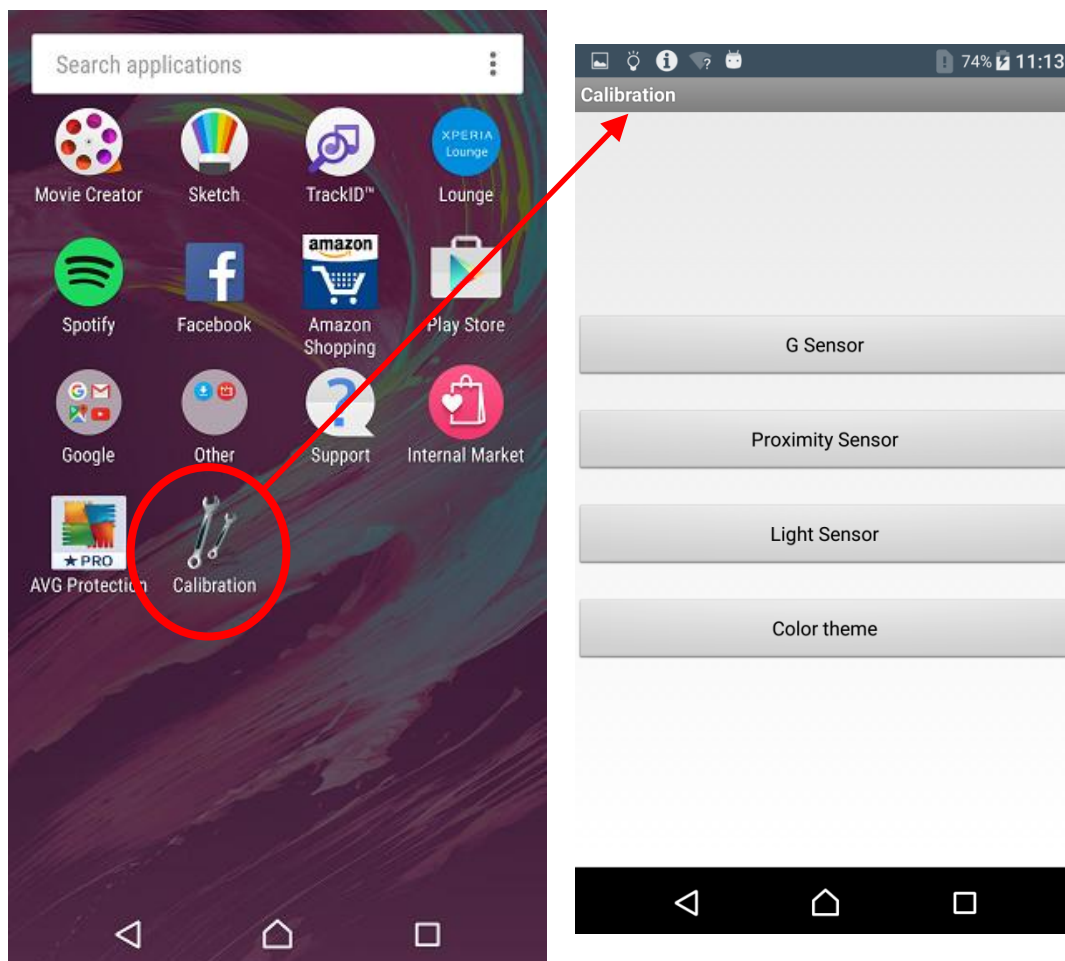 Search applications
XPERIA
Lounge
Movie Creator
Sketch
TrackID™
Lounge
amazon
Spotify
Facebook
Amazon
Shopping
Play Store
Google
Other
Support
Internal Market
★ PRO
AVG Protection
Calibration
74% 11:13
Calibration
G Sensor
Proximity Sensor
Light Sensor
Color theme